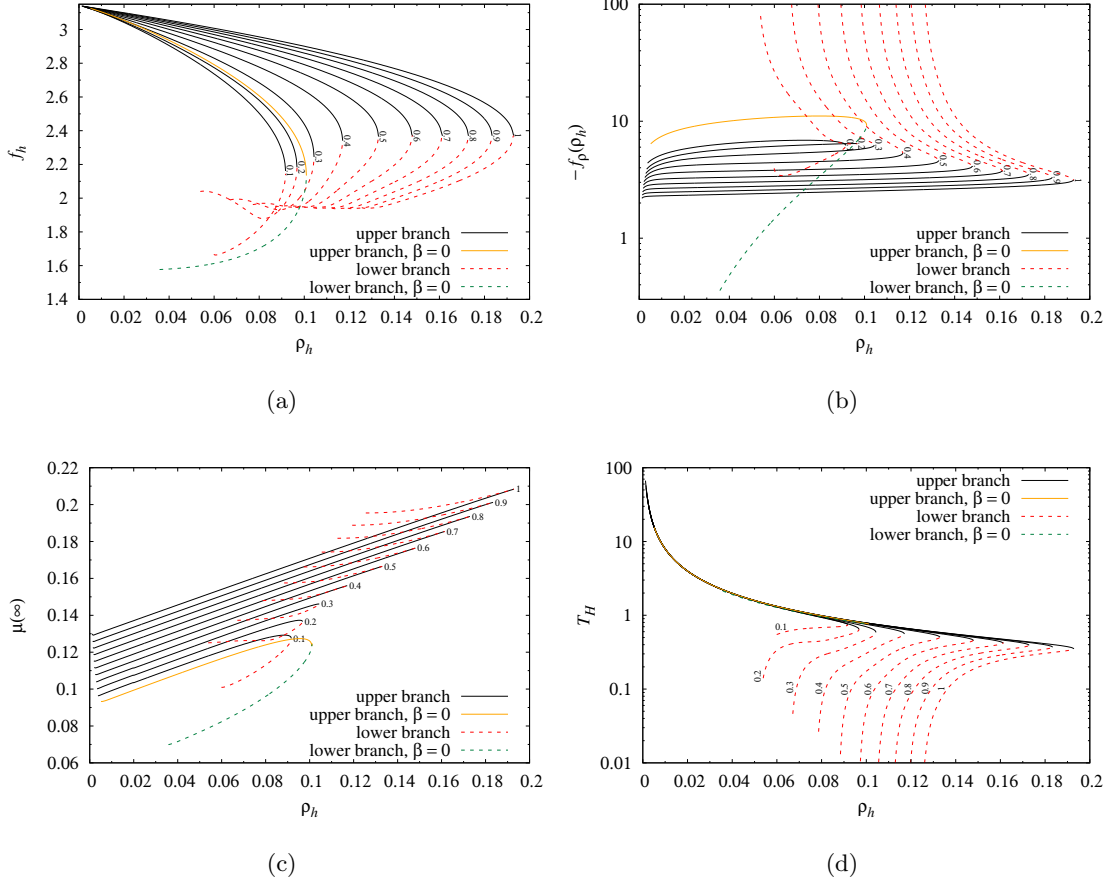 3
2.8
2.6
2.4
2.2
2
1.8
1.6
1.4
f_h
0.1
0.2
0.3
0.4
0.5
0.6
0.7
0.8
0.9
upper branch
upper branch, β = 0
lower branch
lower branch, β = 0
0 0.02 0.04 0.06 0.08 0.1 0.12 0.14 0.16 0.18 0.2
ρ_h
(a)
100
10
1
−f_ρ(ρ_h)
0.2
0.3
0.4
0.5
0.6
0.7
0.8
0.9
upper branch
upper branch, β = 0
lower branch
lower branch, β = 0
0 0.02 0.04 0.06 0.08 0.1 0.12 0.14 0.16 0.18 0.2
ρ_h
(b)
0.22
0.2
0.18
0.16
0.14
0.12
0.1
0.08
0.06
μ(∞)
1
0.9
0.8
0.7
0.6
0.5
0.4
0.3
0.2
0.1
upper branch
upper branch, β = 0
lower branch
lower branch, β = 0
0 0.02 0.04 0.06 0.08 0.1 0.12 0.14 0.16 0.18 0.2
ρ_h
(c)
100
10
1
0.1
0.01
T_H
upper branch
upper branch, β = 0
lower branch
lower branch, β = 0
0.1
0.2
0.3
0.4
0.5
0.6
0.7
0.8
0.9
1
0 0.02 0.04 0.06 0.08 0.1 0.12 0.14 0.16 0.18 0.2
ρ_h
(d)